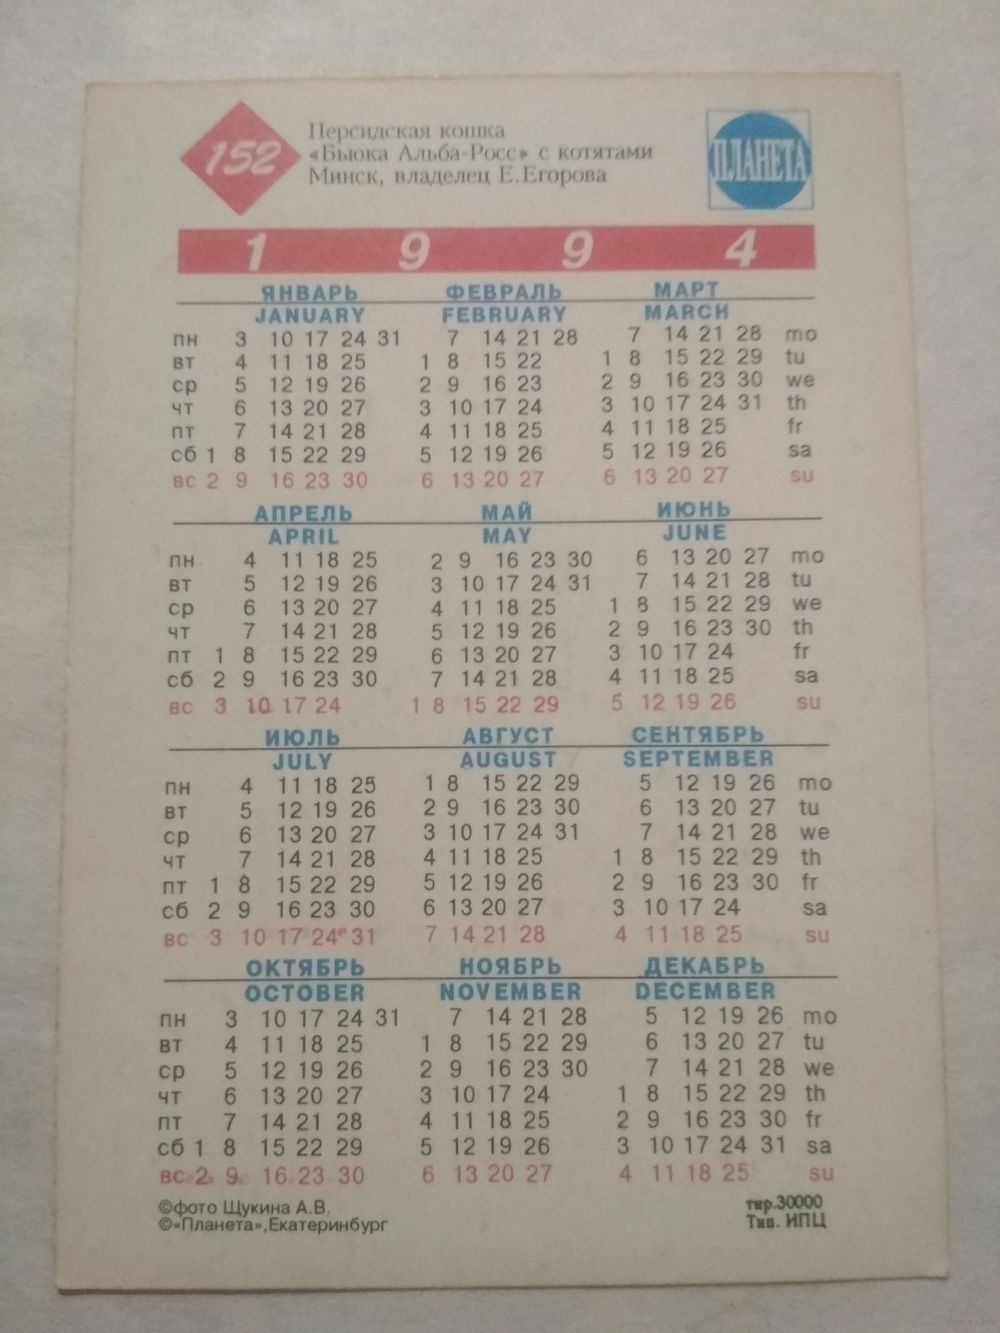 152
Персидская кошка
«Бьюка Альба-Росс» с котятами
Минск, владелец Е.Егорова
ПЛАНЕТА
1 9 9 4
ЯНВАРЬ ФЕВРАЛЬ МАРТ
JANUARY FEBRUARY MARCH
пн 3 10 17 24 31 7 14 21 28 7 14 21 28 mo
вт 4 11 18 25 1 8 15 22 1 8 15 22 29 tu
ср 5 12 19 26 2 9 16 23 2 9 16 23 30 we
чт 6 13 20 27 3 10 17 24 3 10 17 24 31 th
пт 7 14 21 28 4 11 18 25 4 11 18 25 fr
сб 1 8 15 22 29 5 12 19 26 5 12 19 26 sa
вс 2 9 16 23 30 6 13 20 27 6 13 20 27 su
АПРЕЛЬ МАЙ ИЮНЬ
APRIL MAY JUNE
пн 4 11 18 25 2 9 16 23 30 6 13 20 27 mo
вт 5 12 19 26 3 10 17 24 31 7 14 21 28 tu
ср 6 13 20 27 4 11 18 25 1 8 15 22 29 we
чт 7 14 21 28 5 12 19 26 2 9 16 23 30 th
пт 1 8 15 22 29 6 13 20 27 3 10 17 24 fr
сб 2 9 16 23 30 7 14 21 28 4 11 18 25 sa
вс 3 10 17 24 1 8 15 22 29 5 12 19 26 su
ИЮЛЬ АВГУСТ СЕНТЯБРЬ
JULY AUGUST SEPTEMBER
пн 4 11 18 25 1 8 15 22 29 5 12 19 26 mo
вт 5 12 19 26 2 9 16 23 30 6 13 20 27 tu
ср 6 13 20 27 3 10 17 24 31 7 14 21 28 we
чт 7 14 21 28 4 11 18 25 1 8 15 22 29 th
пт 1 8 15 22 29 5 12 19 26 2 9 16 23 30 fr
сб 2 9 16 23 30 6 13 20 27 3 10 17 24 sa
вс 3 10 17 24 31 7 14 21 28 4 11 18 25 su
ОКТЯБРЬ НОЯБРЬ ДЕКАБРЬ
OCTOBER NOVEMBER DECEMBER
пн 3 10 17 24 31 7 14 21 28 5 12 19 26 mo
вт 4 11 18 25 1 8 15 22 29 6 13 20 27 tu
ср 5 12 19 26 2 9 16 23 30 7 14 21 28 we
чт 6 13 20 27 3 10 17 24 1 8 15 22 29 th
пт 7 14 21 28 4 11 18 25 2 9 16 23 30 fr
сб 1 8 15 22 29 5 12 19 26 3 10 17 24 31 sa
вс 2 9 16 23 30 6 13 20 27 4 11 18 25 su
©фото Щукина А.В. тир.30000
©«Планета»,Екатеринбург Тип. ИПЦ